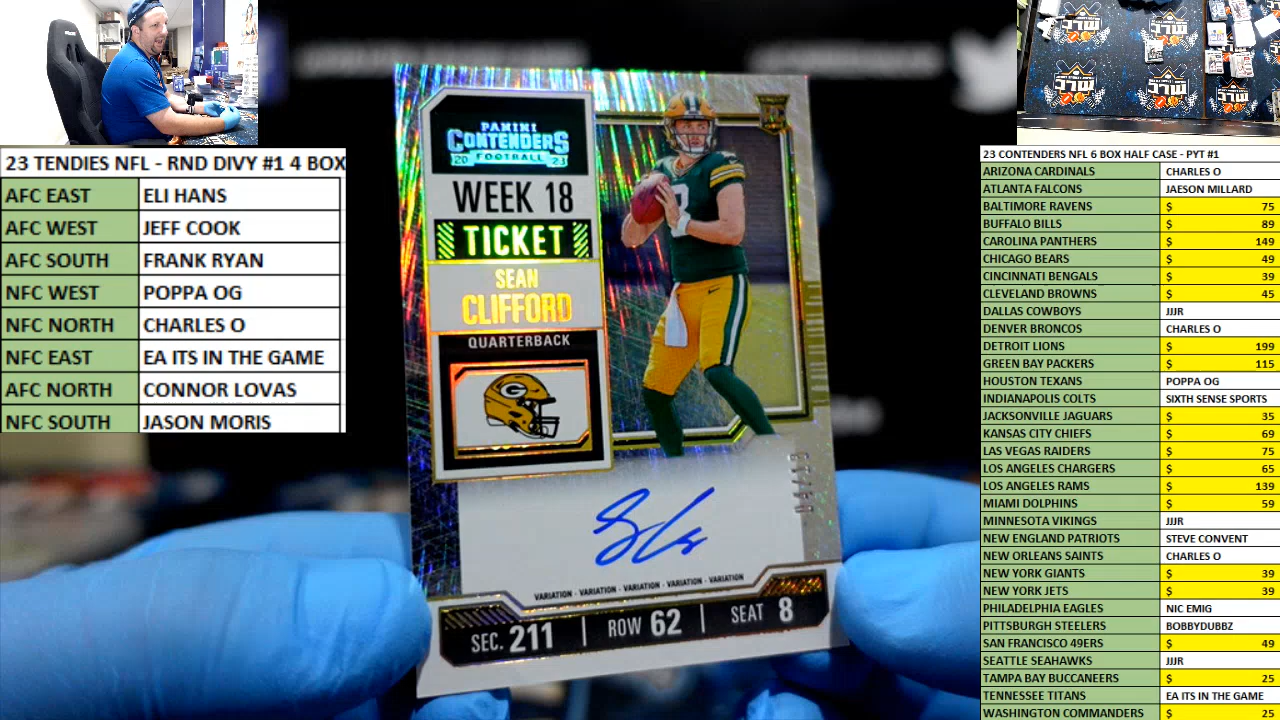 23 TENDIES NFL - RND DIVY #1 4 BOX
AFC EAST ELI HANS
AFC WEST JEFF COOK
AFC SOUTH FRANK RYAN
NFC WEST POPPA OG
NFC NORTH CHARLES O
NFC EAST EA ITS IN THE GAME
AFC NORTH CONNOR LOVAS
NFC SOUTH JASON MORIS
PANINI
CONTENDERS
20 FOOTBALL 23
WEEK 18
TICKET
SEAN
CLIFFORD
QUARTERBACK
G
VARIATION - VARIATION - VARIATION - VARIATION - VARIATION
SEC. 211 | ROW 62 | SEAT 8
23 CONTENDERS NFL 6 BOX HALF CASE - PYT #1
ARIZONA CARDINALS CHARLES O
ATLANTA FALCONS JAESON MILLARD
BALTIMORE RAVENS $ 75
BUFFALO BILLS $ 89
CAROLINA PANTHERS $ 149
CHICAGO BEARS $ 49
CINCINNATI BENGALS $ 39
CLEVELAND BROWNS $ 45
DALLAS COWBOYS JJJR
DENVER BRONCOS CHARLES O
DETROIT LIONS $ 199
GREEN BAY PACKERS $ 115
HOUSTON TEXANS POPPA OG
INDIANAPOLIS COLTS SIXTH SENSE SPORTS
JACKSONVILLE JAGUARS $ 35
KANSAS CITY CHIEFS $ 69
LAS VEGAS RAIDERS $ 75
LOS ANGELES CHARGERS $ 65
LOS ANGELES RAMS $ 139
MIAMI DOLPHINS $ 59
MINNESOTA VIKINGS JJJR
NEW ENGLAND PATRIOTS STEVE CONVENT
NEW ORLEANS SAINTS CHARLES O
NEW YORK GIANTS $ 39
NEW YORK JETS $ 39
PHILADELPHIA EAGLES NIC EMIG
PITTSBURGH STEELERS BOBBYDUBBZ
SAN FRANCISCO 49ERS $ 49
SEATTLE SEAHAWKS JJJR
TAMPA BAY BUCCANEERS $ 25
TENNESSEE TITANS EA ITS IN THE GAME
WASHINGTON COMMANDERS $ 25